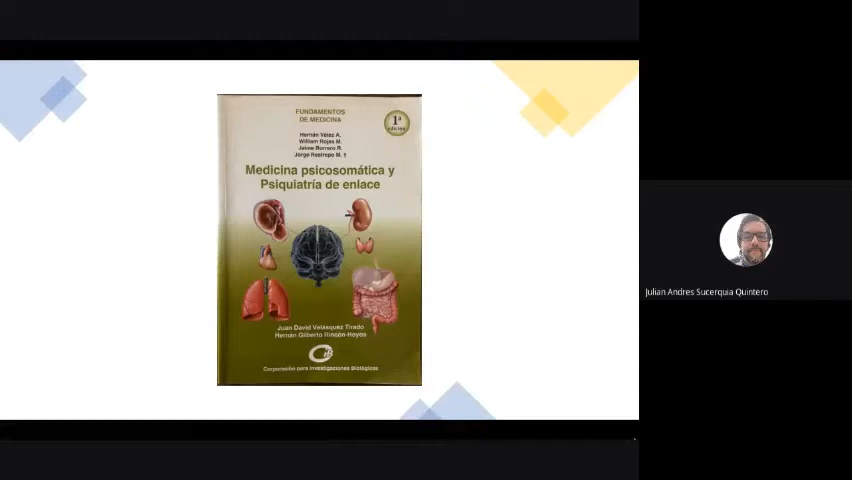 FUNDAMENTOS
DE MEDICINA
1ª
edición
Hernán Vélez A.
William Rojas M.
Jaime Borrero R.
Jorge Restrepo M. †
Medicina psicosomática y
Psiquiatría de enlace
Juan David Velásquez Tirado
Hernán Gilberto Rincón-Hoyos
CIB
Corporación para Investigaciones Biológicas
Julian Andres Sucerquia Quintero